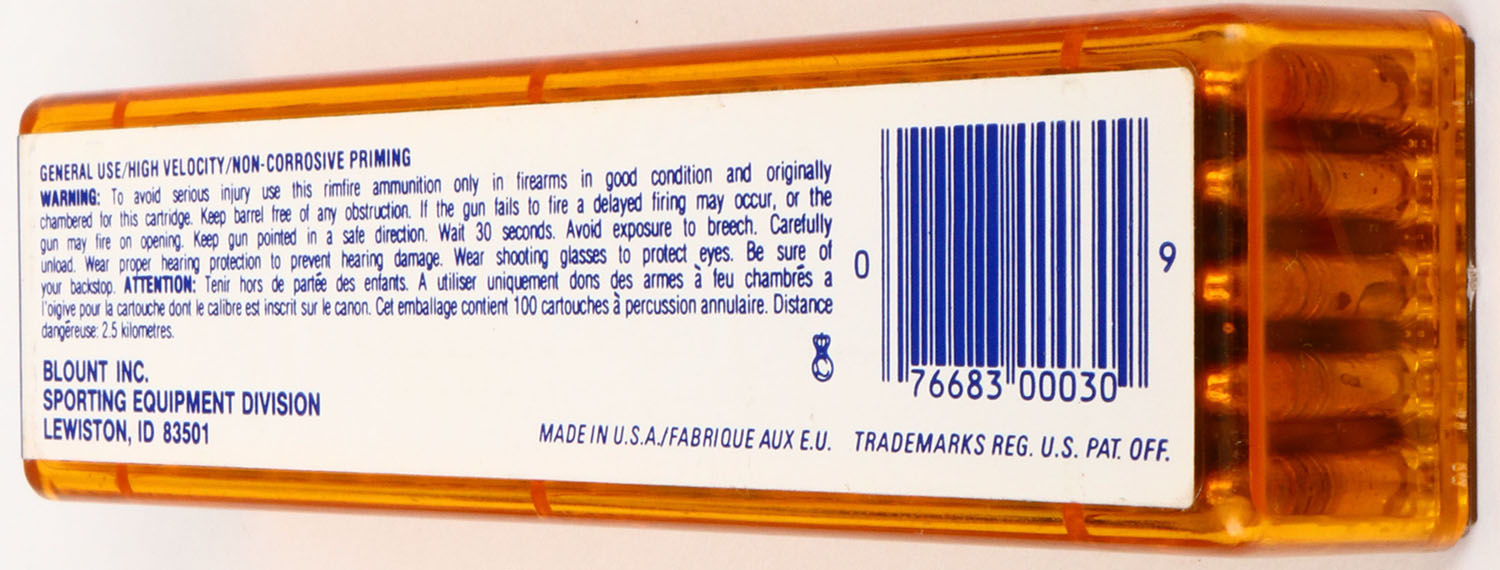 GENERAL USE/HIGH VELOCITY/NON-CORROSIVE PRIMING
WARNING: To avoid serious injury use this rimfire ammunition only in firearms in good condition and originally
chambered for this cartridge. Keep barrel free of any obstruction. If the gun fails to fire a delayed firing may occur, or the
gun may fire on opening. Keep gun pointed in a safe direction. Wait 30 seconds. Avoid exposure to breech. Carefully
unload. Wear proper hearing protection to prevent hearing damage. Wear shooting glasses to protect eyes. Be sure of
your backstop. ATTENTION: Tenir hors de partée des enfants. A utiliser uniquement dons des armes à feu chambrés a
l'oigive pour la cartouche dont le calibre est inscrit sur le canon. Cet emballage contient 100 cartouches à percussion annulaire. Distance
dangéreuse: 2.5 kilometres.
BLOUNT INC.
SPORTING EQUIPMENT DIVISION
LEWISTON, ID 83501
MADE IN U.S.A./FABRIQUE AUX E.U.
0 76683 00030 9
TRADEMARKS REG. U.S. PAT. OFF.